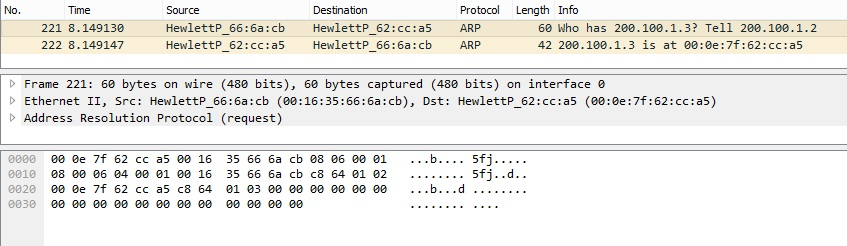 No. Time Source Destination Protocol Length Info
221 8.149130 HewlettP_66:6a:cb HewlettP_62:cc:a5 ARP 60 Who has 200.100.1.3? Tell 200.100.1.2
222 8.149147 HewlettP_62:cc:a5 HewlettP_66:6a:cb ARP 42 200.100.1.3 is at 00:0e:7f:62:cc:a5
Frame 221: 60 bytes on wire (480 bits), 60 bytes captured (480 bits) on interface 0
Ethernet II, Src: HewlettP_66:6a:cb (00:16:35:66:6a:cb), Dst: HewlettP_62:cc:a5 (00:0e:7f:62:cc:a5)
Address Resolution Protocol (request)
0000 00 0e 7f 62 cc a5 00 16 35 66 6a cb 08 06 00 01 ...b.... 5fj.....
0010 08 00 06 04 00 01 00 16 35 66 6a cb c8 64 01 02 ........ 5fj..d..
0020 00 0e 7f 62 cc a5 c8 64 01 03 00 00 00 00 00 00 ...b...d ........
0030 00 00 00 00 00 00 00 00 00 00 00 00 ........ ....